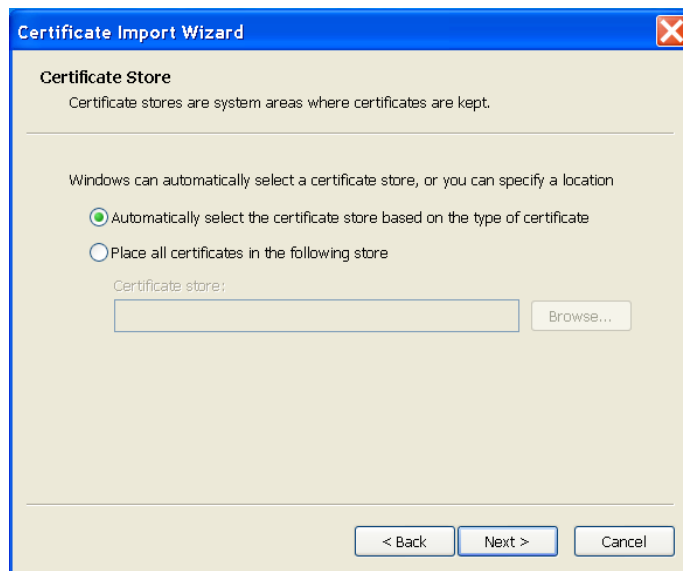 Certificate Import Wizard
Certificate Store
Certificate stores are system areas where certificates are kept.
Windows can automatically select a certificate store, or you can specify a location
Automatically select the certificate store based on the type of certificate
Place all certificates in the following store
Certificate store:
Browse...
< Back Next > Cancel